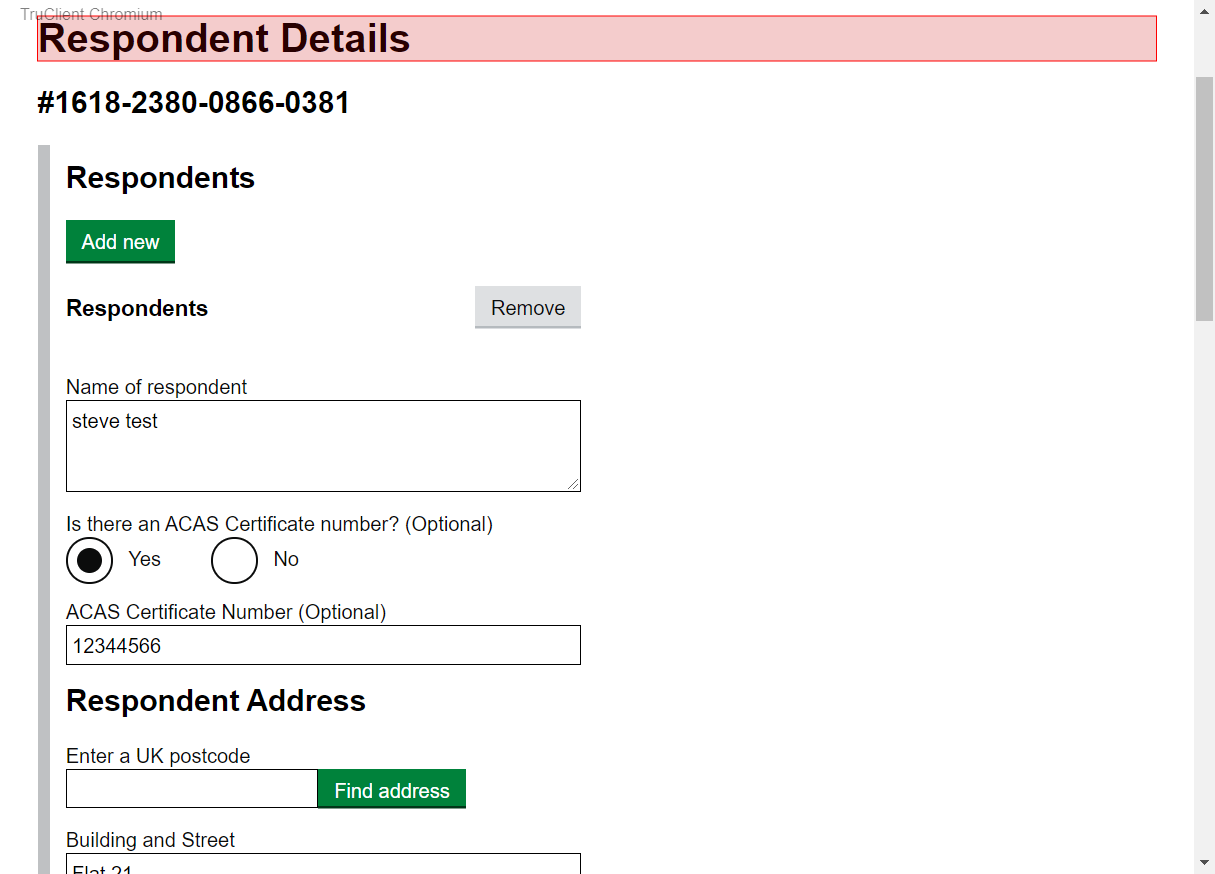 TruClient Chromium
Respondent Details
#1618-2380-0866-0381
Respondents
Add new
Respondents
Remove
Name of respondent
steve test
Is there an ACAS Certificate number? (Optional)
Yes
No
ACAS Certificate Number (Optional)
12344566
Respondent Address
Enter a UK postcode
Find address
Building and Street
Flat 21